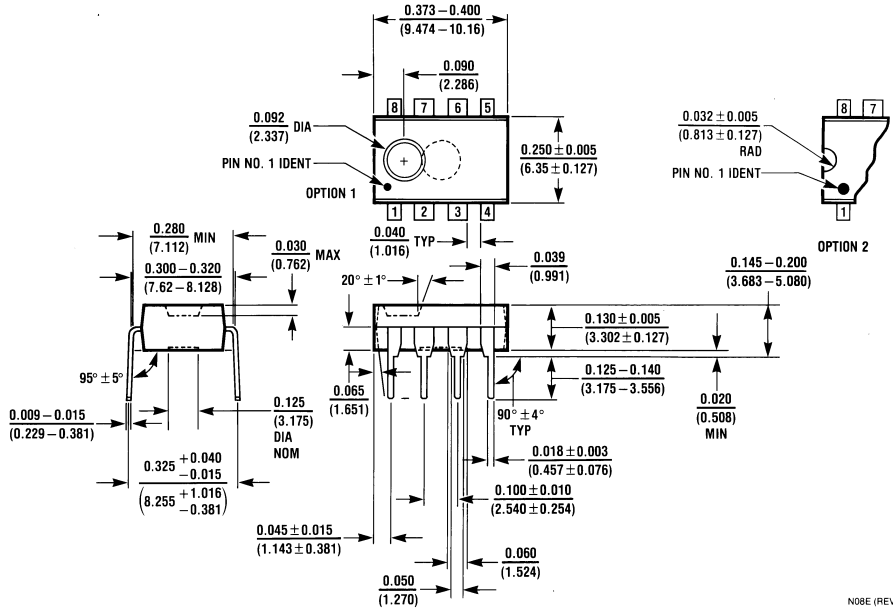 0.373–0.400
(9.474–10.16)
0.090
(2.286)
8 7 6 5
0.092 DIA
(2.337)
PIN NO. 1 IDENT
OPTION 1
0.250 ± 0.005
(6.35 ± 0.127)
1 2 3 4
8 7
0.032 ± 0.005
(0.813 ± 0.127)
RAD
PIN NO. 1 IDENT
1
OPTION 2
0.280 MIN
(7.112)
0.030 MAX
(0.762)
0.040 TYP
(1.016)
0.039
(0.991)
0.145–0.200
(3.683–5.080)
0.300–0.320
(7.62–8.128)
20° ± 1°
0.130 ± 0.005
(3.302 ± 0.127)
95° ± 5°
0.125
(3.175)
DIA
NOM
0.065
(1.651)
90° ± 4°
TYP
0.125–0.140
(3.175–3.556)
0.020
(0.508)
MIN
0.009–0.015
(0.229–0.381)
0.018 ± 0.003
(0.457 ± 0.076)
0.325 +0.040
−0.015
(8.255 +1.016
−0.381)
0.100 ± 0.010
(2.540 ± 0.254)
0.045 ± 0.015
(1.143 ± 0.381)
0.060
(1.524)
0.050
(1.270)
N08E (REV